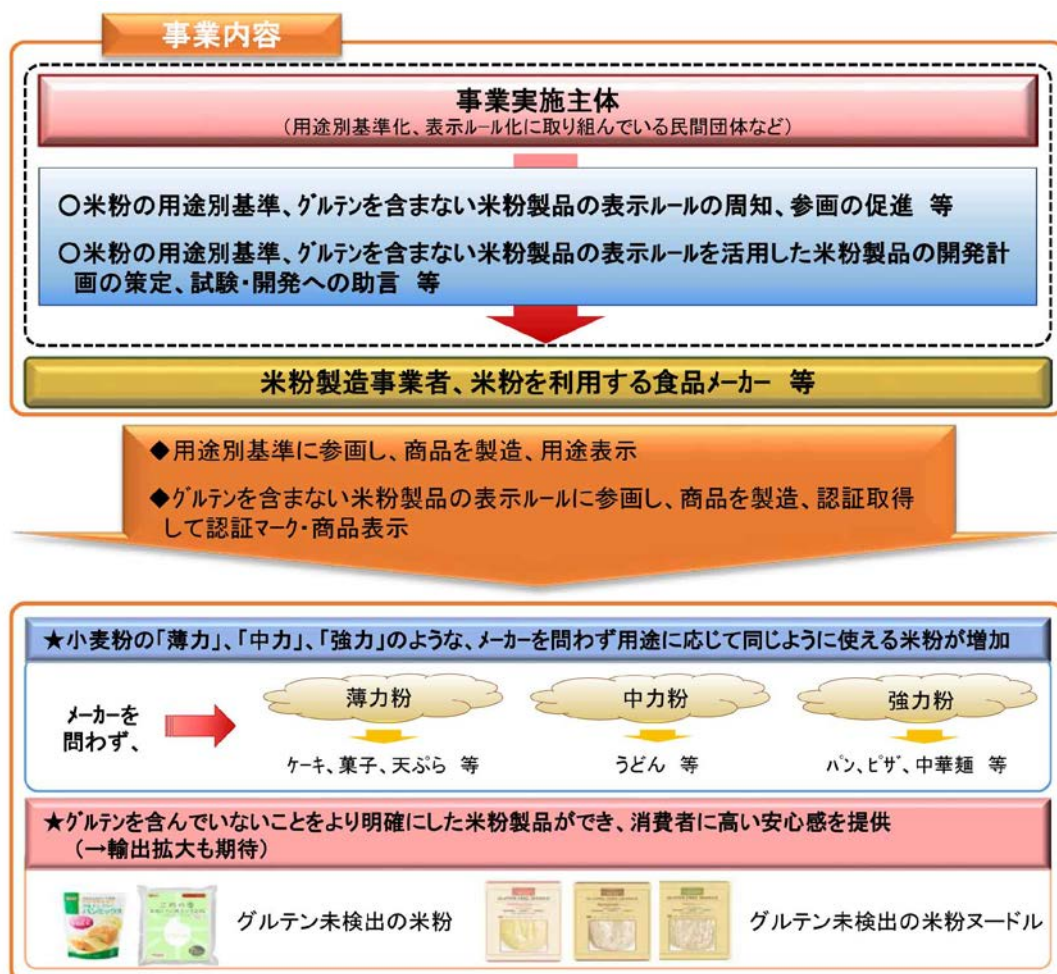 事業内容
事業実施主体
（用途別基準化、表示ﾙｰﾙ化に取り組んでいる民間団体など）
○米粉の用途別基準、ｸﾞﾙﾃﾝを含まない米粉製品の表示ﾙｰﾙの周知、参画の促進 等
○米粉の用途別基準、ｸﾞﾙﾃﾝを含まない米粉製品の表示ﾙｰﾙを活用した米粉製品の開発計
画の策定、試験・開発への助言 等
米粉製造事業者、米粉を利用する食品ﾒｰｶｰ 等
◆用途別基準に参画し、商品を製造、用途表示
◆ｸﾞﾙﾃﾝを含まない米粉製品の表示ﾙｰﾙに参画し、商品を製造、認証取得
して認証ﾏｰｸ・商品表示
★小麦粉の「薄力」、「中力」、「強力」のような、ﾒｰｶｰを問わず用途に応じて同じように使える米粉が増加
ﾒｰｶｰを
問わず、
薄力粉
中力粉
強力粉
ｹｰｷ、菓子、天ぷら 等
うどん 等
ﾊﾟﾝ、ﾋﾟｻﾞ、中華麺 等
★ｸﾞﾙﾃﾝを含んでいないことをより明確にした米粉製品ができ、消費者に高い安心感を提供
（→輸出拡大も期待）
パンミックス
グルテン未検出の米粉
グルテン未検出の米粉ヌードル